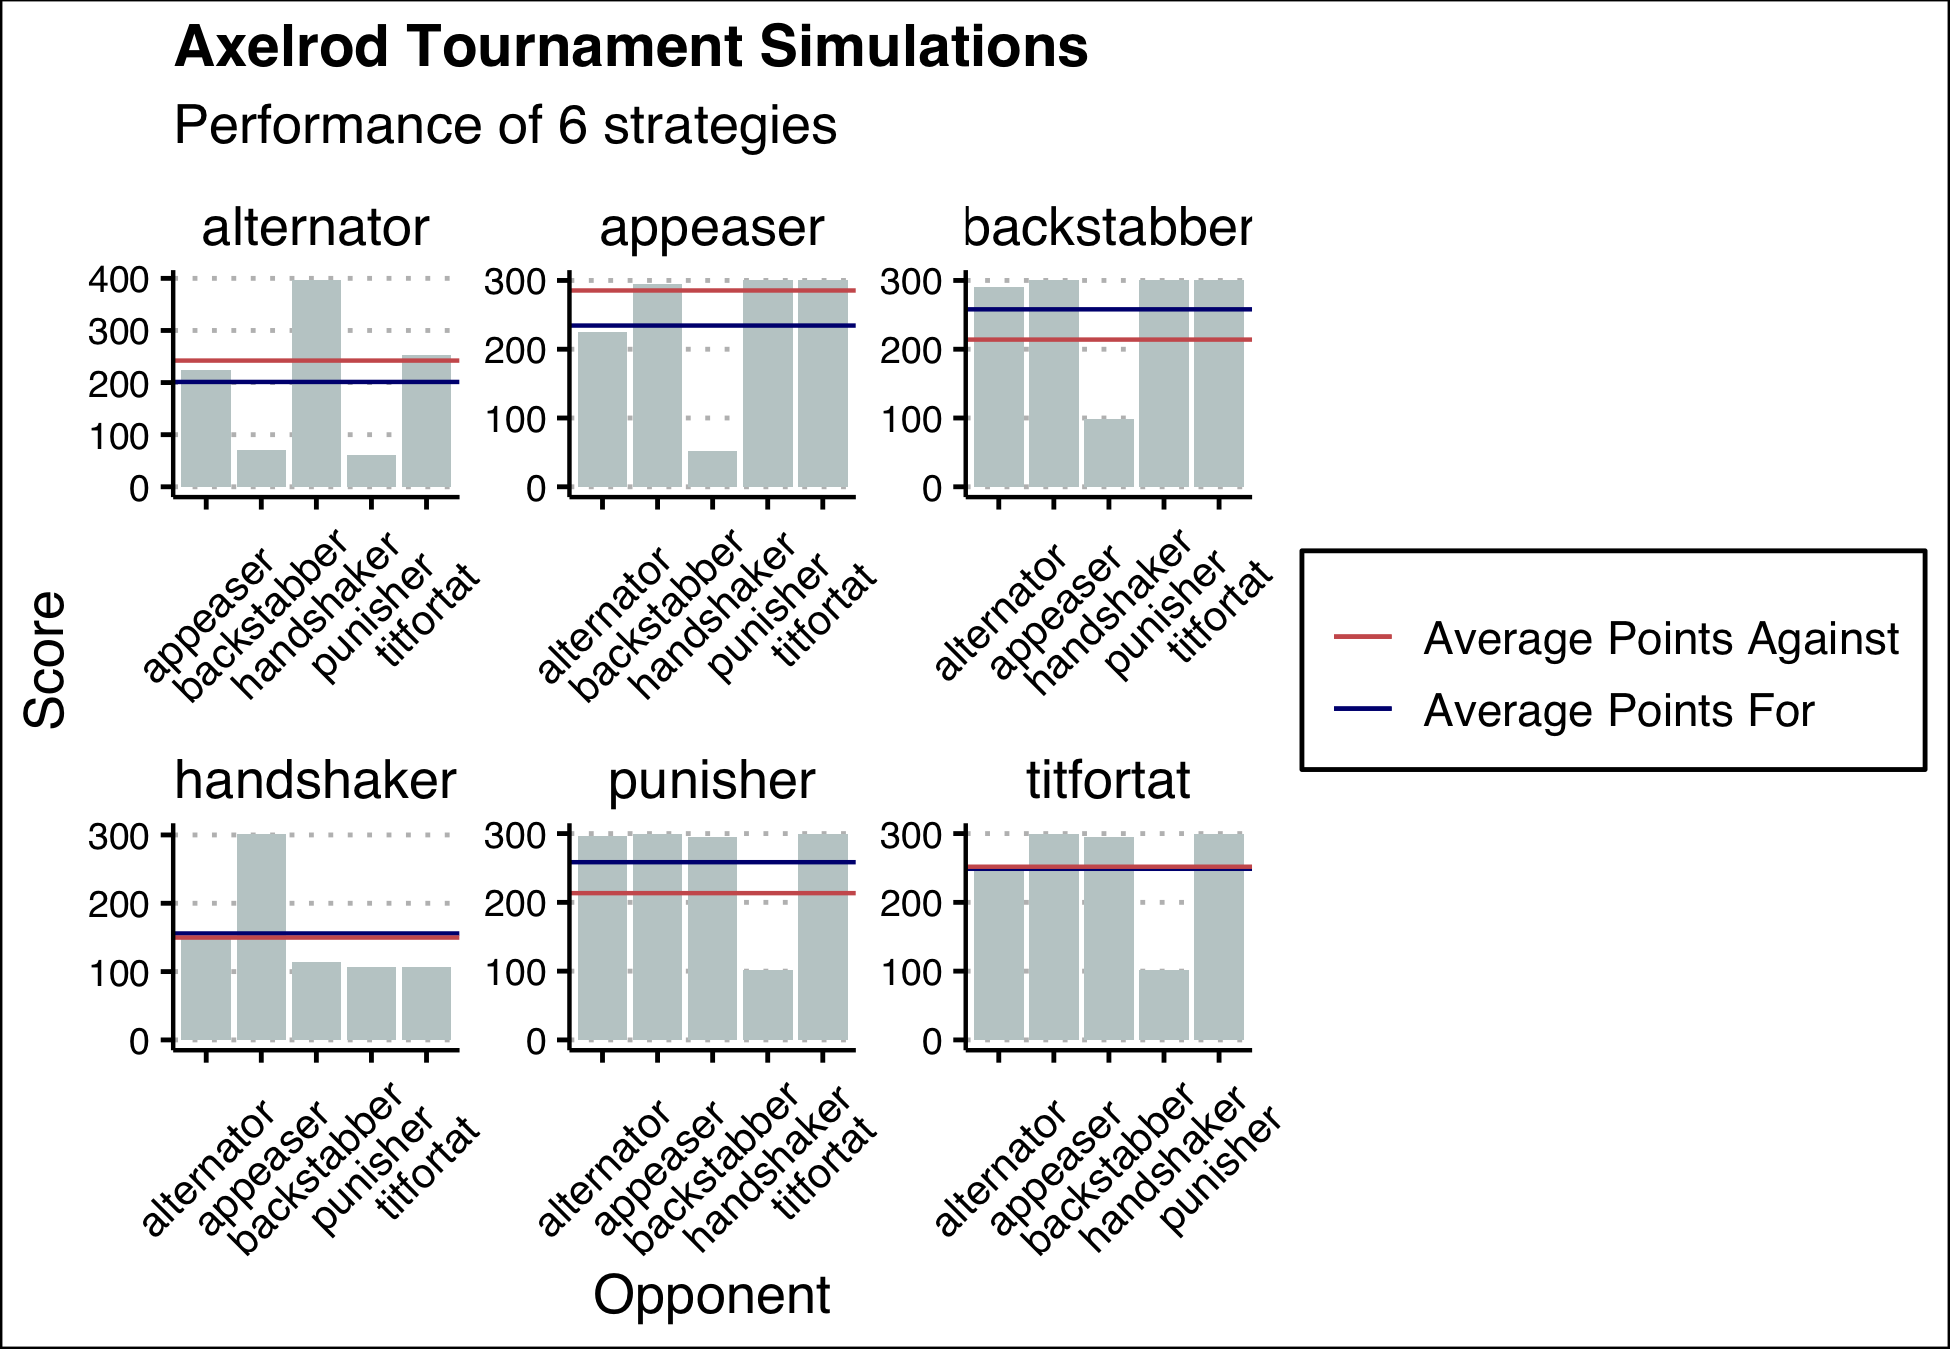 Axelrod Tournament Simulations
Performance of 6 strategies
alternator
appeaser
backstabber
400
300
200
100
0
300
200
100
0
300
200
100
0
appeaser
backstabber
handshaker
punisher
titfortat
alternator
backstabber
handshaker
punisher
titfortat
alternator
appeaser
handshaker
punisher
titfortat
Score
Average Points Against
Average Points For
handshaker
punisher
titfortat
300
200
100
0
300
200
100
0
300
200
100
0
alternator
appeaser
backstabber
punisher
titfortat
alternator
appeaser
backstabber
handshaker
titfortat
alternator
appeaser
backstabber
handshaker
punisher
Opponent